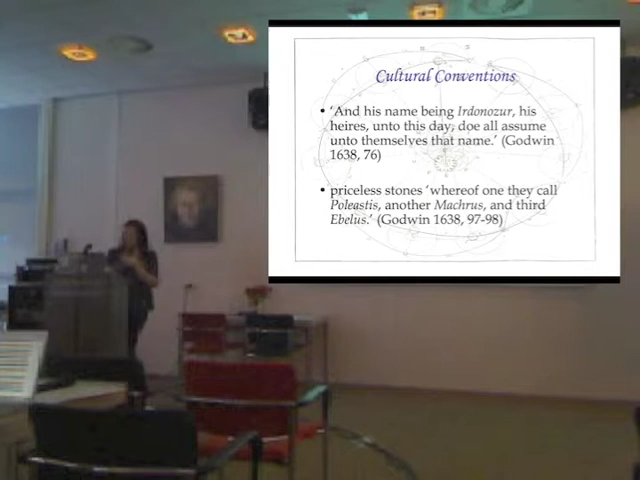 Cultural Conventions
• ‘And his name being Irdonozur, his
heires, unto this day, doe all assume
unto themselves that name.’ (Godwin
1638, 76)
• priceless stones ‘whereof one they call
Poleastis, another Machrus, and third
Ebelus.’ (Godwin 1638, 97-98)